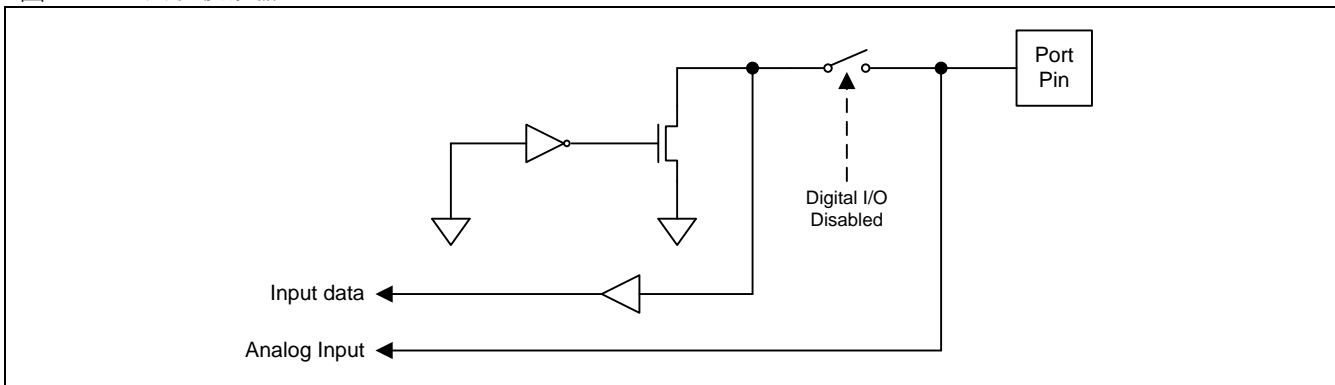 Port
Pin
Digital I/O
Disabled
Input data
Analog Input